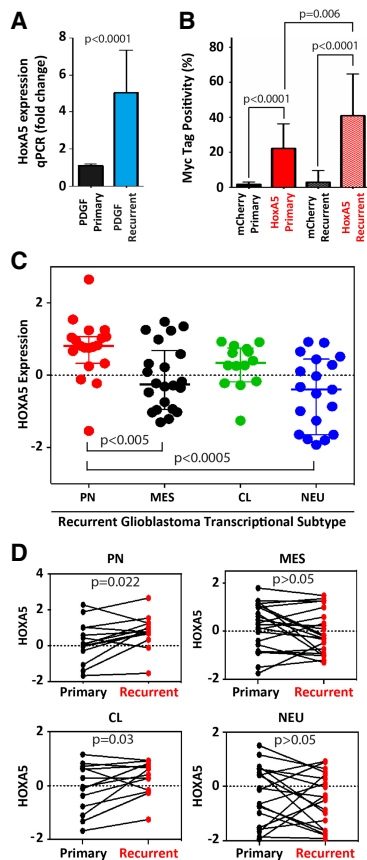 A
p<0.0001
HoxA5 expression
qPCR (fold change)
8
6
4
2
0
PDGF
Primary
PDGF
Recurrent
B
p=0.006
p<0.0001
p<0.0001
Myc Tag Positivity (%)
80
60
40
20
0
mCherry
Primary
HoxA5
Primary
mCherry
Recurrent
HoxA5
Recurrent
C
HOXA5 Expression
2
0
-2
p<0.005
p<0.0005
PN
MES
CL
NEU
Recurrent Glioblastoma Transcriptional Subtype
D
PN
p=0.022
HOXA5
4
2
0
-2
Primary
Recurrent
MES
p>0.05
HOXA5
2
0
-2
Primary
Recurrent
CL
p=0.03
HOXA5
2
0
-2
Primary
Recurrent
NEU
p>0.05
HOXA5
2
0
-2
Primary
Recurrent